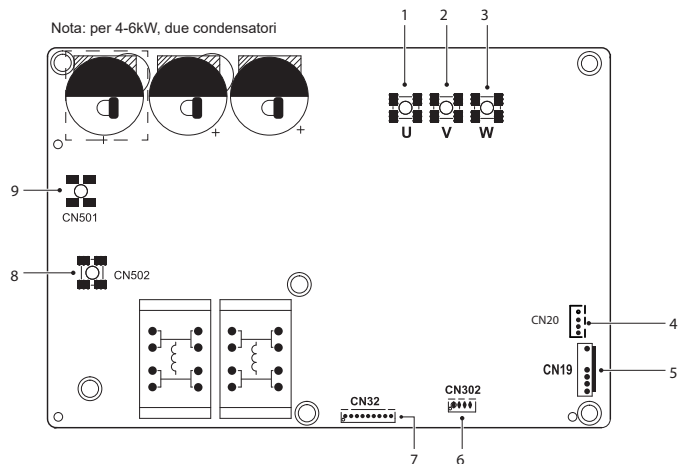 Nota: per 4-6kW, due condensatori
1 2 3
U V W
9
CN501
8
CN502
CN20
4
CN19
5
CN302
CN32
7
6